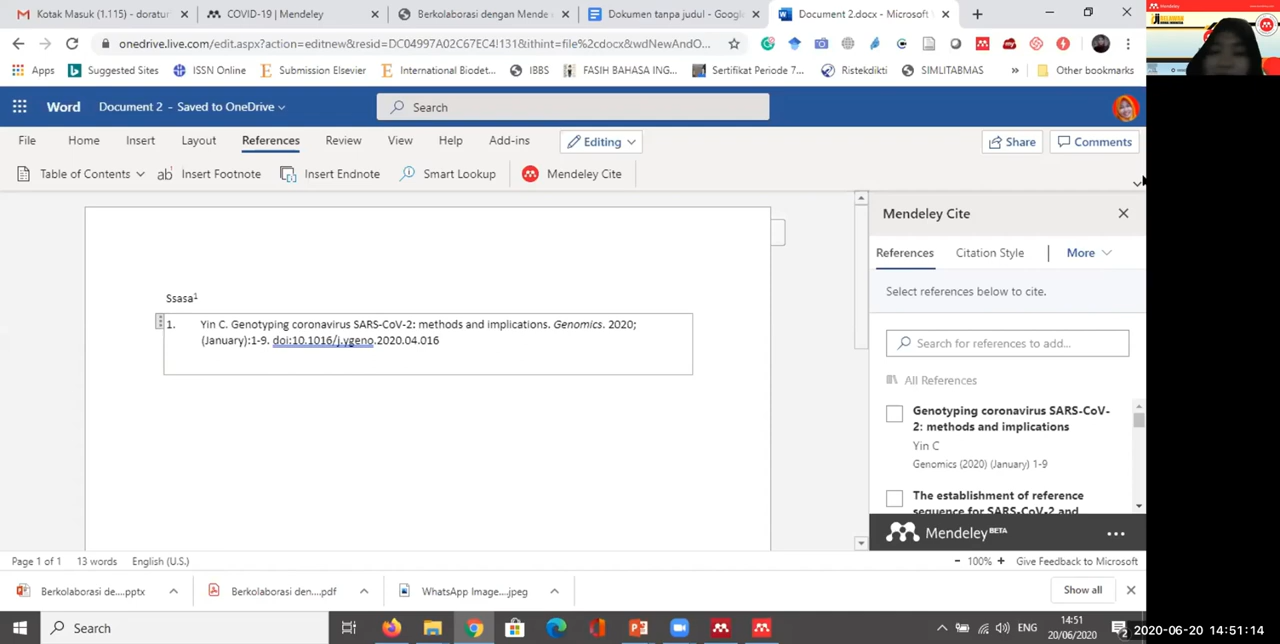 Kotak Masuk (1.115) - doratur
COVID-19 | Mendeley
Berkolaborasi dengan Mende
Dokumen tanpa judul - Google
Document 2.docx - Microsoft
onedrive.live.com/edit.aspx?action=editnew&resid=DC04997A02C67EC4!131&ithint=file%2cdocx&wdNewAndO...
Apps
Suggested Sites
ISSN Online
Submission Elsevier
International Biodet...
IBBS
FASIH BAHASA ING...
Sertifikat Periode 7...
Ristekdikti
SIMLITABMAS
»
Other bookmarks
Word
Document 2 - Saved to OneDrive
Search
File
Home
Insert
Layout
References
Review
View
Help
Add-ins
Editing
Share
Comments
Table of Contents
ab Insert Footnote
Insert Endnote
Smart Lookup
Mendeley Cite
Mendeley Cite
References
Citation Style
More
Select references below to cite.
Search for references to add...
All References
Genotyping coronavirus SARS-CoV-
2: methods and implications
Yin C
Genomics (2020) (January) 1-9
The establishment of reference
sequence for SARS-CoV-2 and
Mendeley BETA
Ssasa1
1. Yin C. Genotyping coronavirus SARS-CoV-2: methods and implications. Genomics. 2020;
(January):1-9. doi:10.1016/j.ygeno.2020.04.016
Page 1 of 1
13 words
English (U.S.)
- 100% +
Give Feedback to Microsoft
Berkolaborasi de....pptx
Berkolaborasi den....pdf
WhatsApp Image....jpeg
Show all
Search
ENG
14:51
20/06/2020
2020-06-20 14:51:14